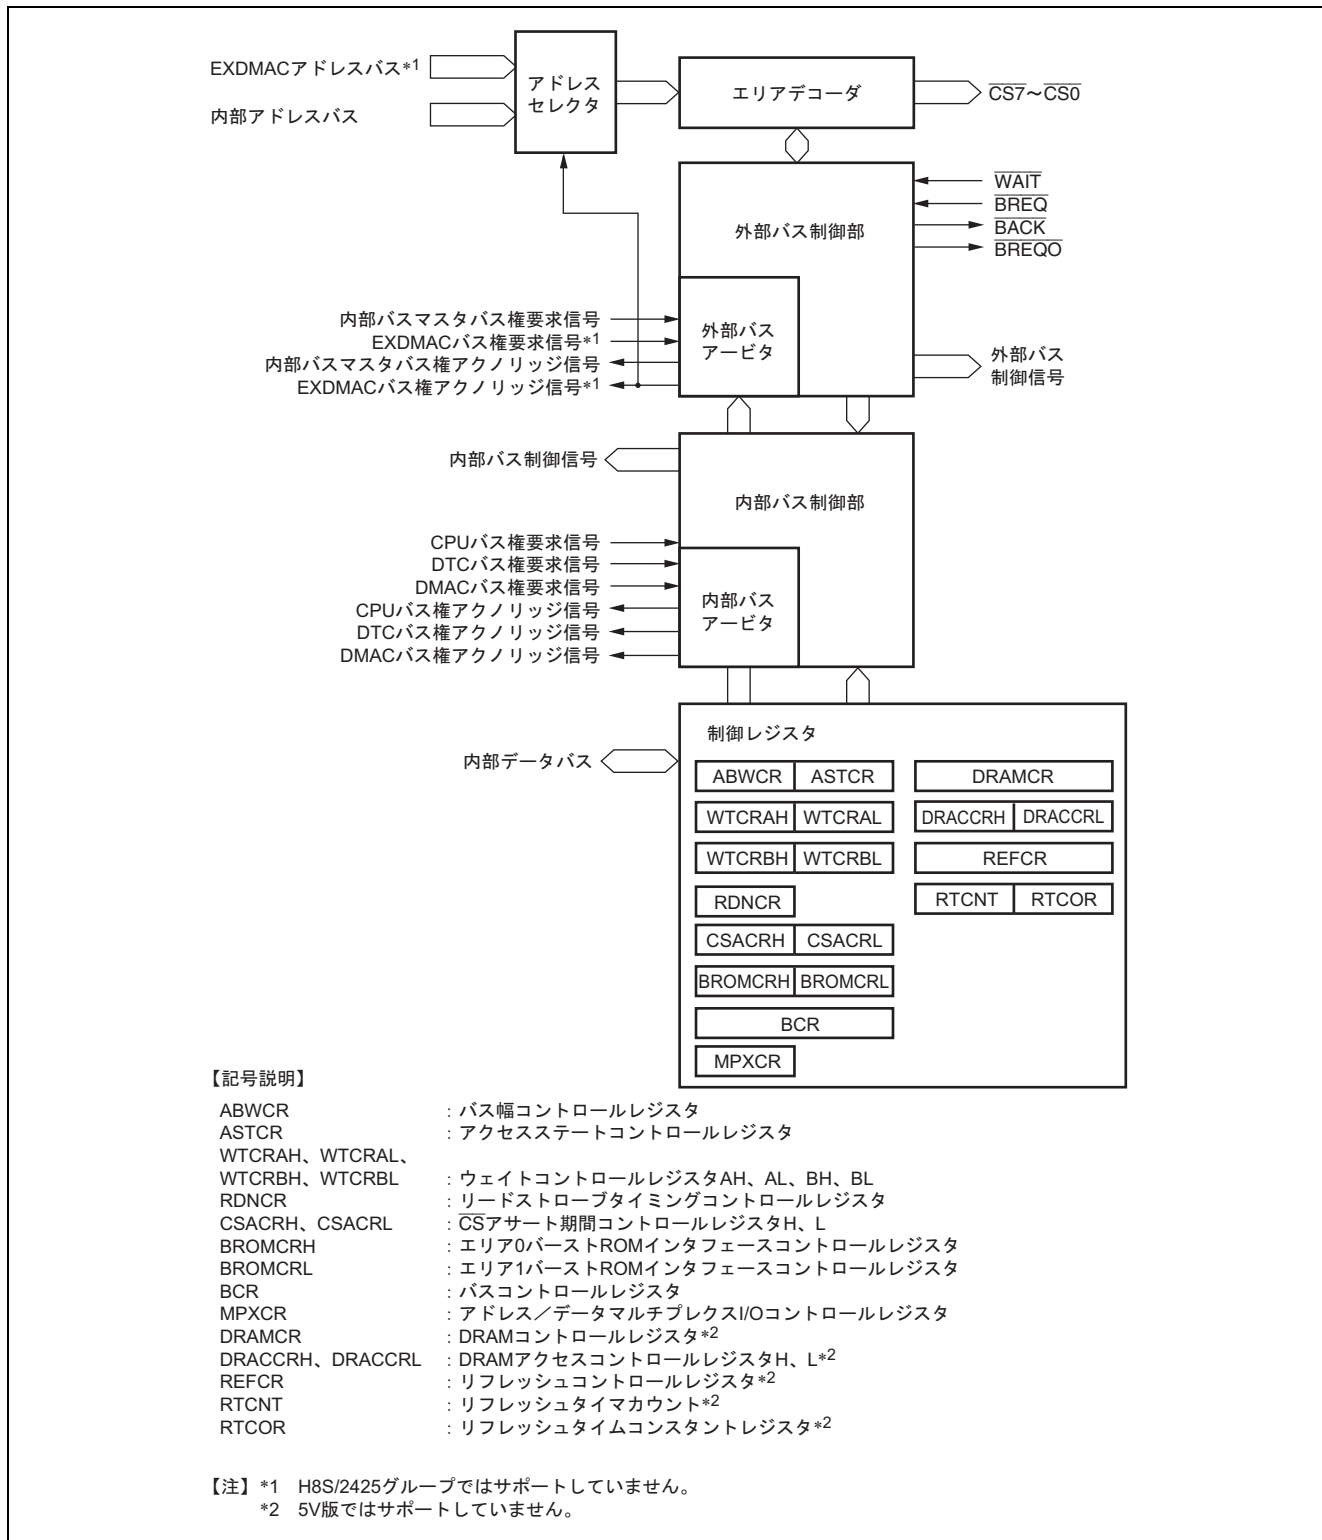 EXDMACアドレスバス*1
内部アドレスバス
アドレス
セレクタ
エリアデコーダ
CS7～CS0
外部バス制御部
WAIT
BREQ
BACK
BREQO
内部バスマスタバス権要求信号
EXDMACバス権要求信号*1
内部バスマスタバス権アクノリッジ信号
EXDMACバス権アクノリッジ信号*1
外部バス
アービタ
外部バス
制御信号
内部バス制御信号
内部バス制御部
CPUバス権要求信号
DTCバス権要求信号
DMACバス権要求信号
CPUバス権アクノリッジ信号
DTCバス権アクノリッジ信号
DMACバス権アクノリッジ信号
内部バス
アービタ
内部データバス
制御レジスタ
ABWCR ASTCR DRAMCR
WTCRAH WTCRAL DRACCRH DRACCRL
WTCRBH WTCRBL REFCR
RDNCR RTCNT RTCOR
CSACRH CSACRL
BROMCRH BROMCRL
BCR
MPXCR
【記号説明】
ABWCR : バス幅コントロールレジスタ
ASTCR : アクセスステートコントロールレジスタ
WTCRAH、WTCRAL、
WTCRBH、WTCRBL : ウェイトコントロールレジスタAH、AL、BH、BL
RDNCR : リードストローブタイミングコントロールレジスタ
CSACRH、CSACRL : CSアサート期間コントロールレジスタH、L
BROMCRH : エリア0バーストROMインタフェースコントロールレジスタ
BROMCRL : エリア1バーストROMインタフェースコントロールレジスタ
BCR : バスコントロールレジスタ
MPXCR : アドレス／データマルチプレクスI/Oコントロールレジスタ
DRAMCR : DRAMコントロールレジスタ*2
DRACCRH、DRACCRL : DRAMアクセスコントロールレジスタH、L*2
REFCR : リフレッシュコントロールレジスタ*2
RTCNT : リフレッシュタイマカウント*2
RTCOR : リフレッシュタイムコンスタントレジスタ*2
【注】*1 H8S/2425グループではサポートしていません。
*2 5V版ではサポートしていません。